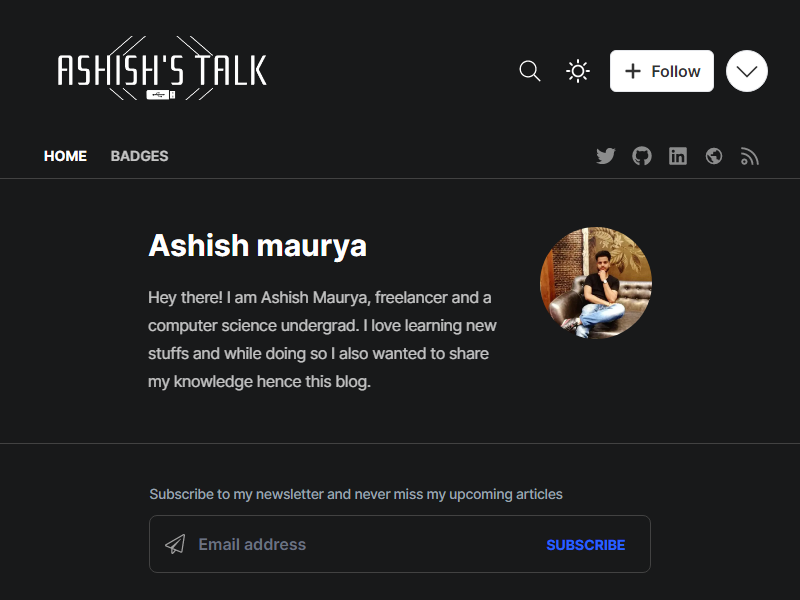 ASHISH'S TALK
Follow
HOME BADGES
Ashish maurya
Hey there! I am Ashish Maurya, freelancer and a
computer science undergrad. I love learning new
stuffs and while doing so I also wanted to share
my knowledge hence this blog.
Subscribe to my newsletter and never miss my upcoming articles
Email address SUBSCRIBE